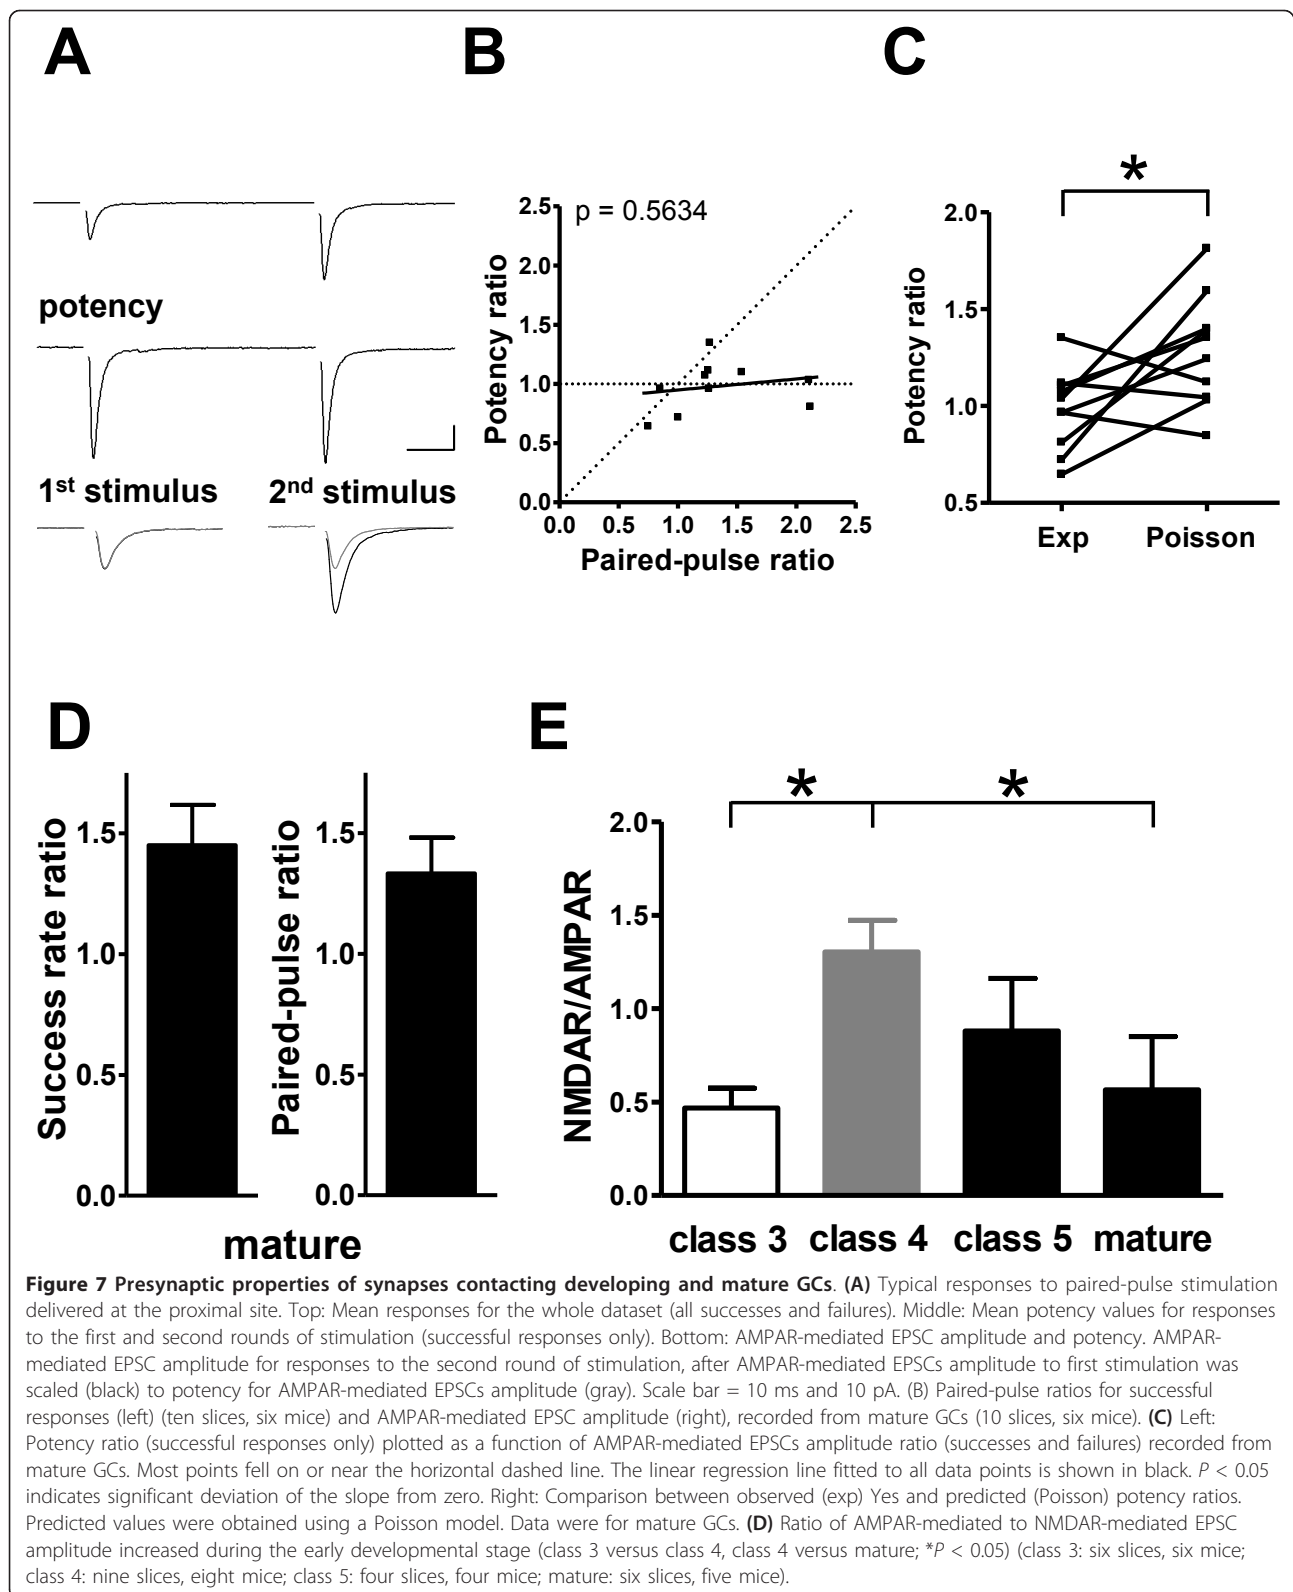 A
B
C
potency
1st stimulus 2nd stimulus
p = 0.5634
2.5
2.0
1.5
1.0
0.5
0.0
Potency ratio
0.0 0.5 1.0 1.5 2.0 2.5
Paired-pulse ratio
*
2.0
1.5
1.0
0.5
Potency ratio
Exp Poisson
D
E
1.5
1.0
0.5
0.0
Success rate ratio
1.5
1.0
0.5
0.0
Paired-pulse ratio
mature
* *
2.0
1.5
1.0
0.5
0.0
NMDAR/AMPAR
class 3 class 4 class 5 mature
Figure 7 Presynaptic properties of synapses contacting developing and mature GCs. (A) Typical responses to paired-pulse stimulation
delivered at the proximal site. Top: Mean responses for the whole dataset (all successes and failures). Middle: Mean potency values for responses
to the first and second rounds of stimulation (successful responses only). Bottom: AMPAR-mediated EPSC amplitude and potency. AMPAR-
mediated EPSC amplitude for responses to the second round of stimulation, after AMPAR-mediated EPSCs amplitude to first stimulation was
scaled (black) to potency for AMPAR-mediated EPSCs amplitude (gray). Scale bar = 10 ms and 10 pA. (B) Paired-pulse ratios for successful
responses (left) (ten slices, six mice) and AMPAR-mediated EPSC amplitude (right), recorded from mature GCs (10 slices, six mice). (C) Left:
Potency ratio (successful responses only) plotted as a function of AMPAR-mediated EPSCs amplitude ratio (successes and failures) recorded from
mature GCs. Most points fell on or near the horizontal dashed line. The linear regression line fitted to all data points is shown in black. P < 0.05
indicates significant deviation of the slope from zero. Right: Comparison between observed (exp) Yes and predicted (Poisson) potency ratios.
Predicted values were obtained using a Poisson model. Data were for mature GCs. (D) Ratio of AMPAR-mediated to NMDAR-mediated EPSC
amplitude increased during the early developmental stage (class 3 versus class 4, class 4 versus mature; *P < 0.05) (class 3: six slices, six mice;
class 4: nine slices, eight mice; class 5: four slices, four mice; mature: six slices, five mice).